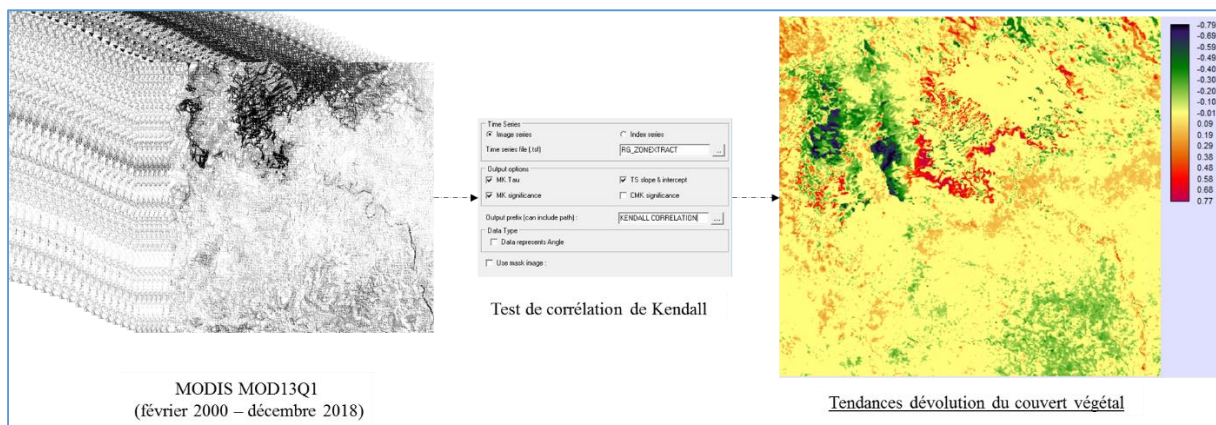 Time Series
Image series
Index series
Time series file (.tsf)
RG_ZONEXTRACT
...
Output options
MK Tau
TS slope & intercept
MK significance
CMK significance
Output prefix (can include path) :
KENDALL CORRELATION
...
Data Type
Data represents Angle
Use mask image :
Test de corrélation de Kendall
MODIS MOD13Q1
(février 2000 – décembre 2018)
-0.79
-0.69
-0.59
-0.49
-0.40
-0.30
-0.20
-0.10
-0.01
0.09
0.19
0.29
0.38
0.48
0.58
0.68
0.77
Tendances dévolution du couvert végétal